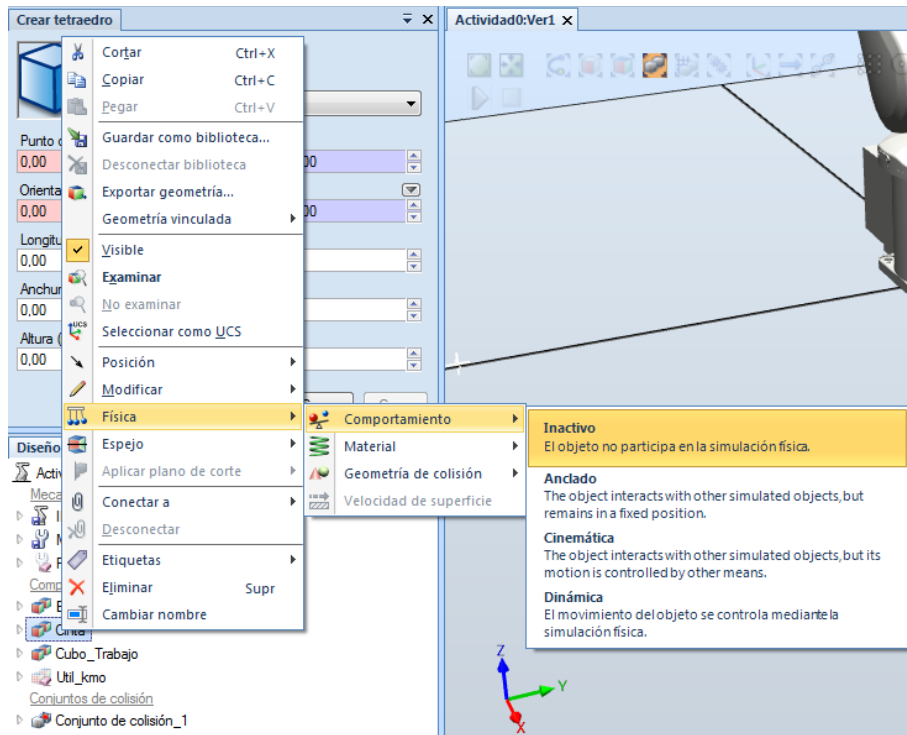 Crear tetraedro
Actividad0:Ver1
Cortar Ctrl+X
Copiar Ctrl+C
Pegar Ctrl+V
Punto
0,00
00
Guardar como biblioteca...
Desconectar biblioteca
Orienta
0,00
00
Exportar geometría...
Geometría vinculada
Longitu
0,00
Visible
Examinar
Anchur
0,00
No examinar
UCS
Seleccionar como UCS
Altura (
0,00
Posición
Modificar
Física
Comportamiento
Material
Geometría de colisión
Velocidad de superficie
Inactivo
El objeto no participa en la simulación física.
Anclado
The object interacts with other simulated objects, but
remains in a fixed position.
Cinemática
The object interacts with other simulated objects, but its
motion is controlled by other means.
Dinámica
El movimiento del objeto se controla mediante la
simulación física.
Diseño
Espejo
Activ
Aplicar plano de corte
Meca
Conectar a
Desconectar
Etiquetas
Comp
Eliminar Supr
Cambiar nombre
Cinta
Cubo_Trabajo
Util_kmo
Conjuntos de colisión
Conjunto de colisión_1
Z
Y
X